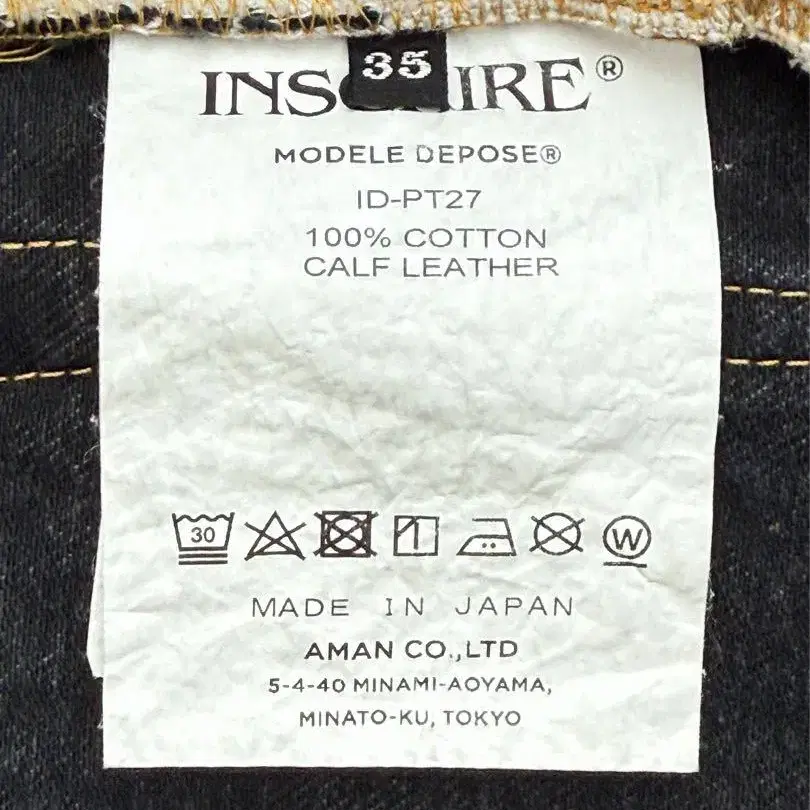 35
®
MODELE DEPOSE®
ID-PT27
100% COTTON
CALF LEATHER
30 W
MADE IN JAPAN
AMAN CO.,LTD
5-4-40 MINAMI-AOYAMA,
MINATO-KU, TOKYO